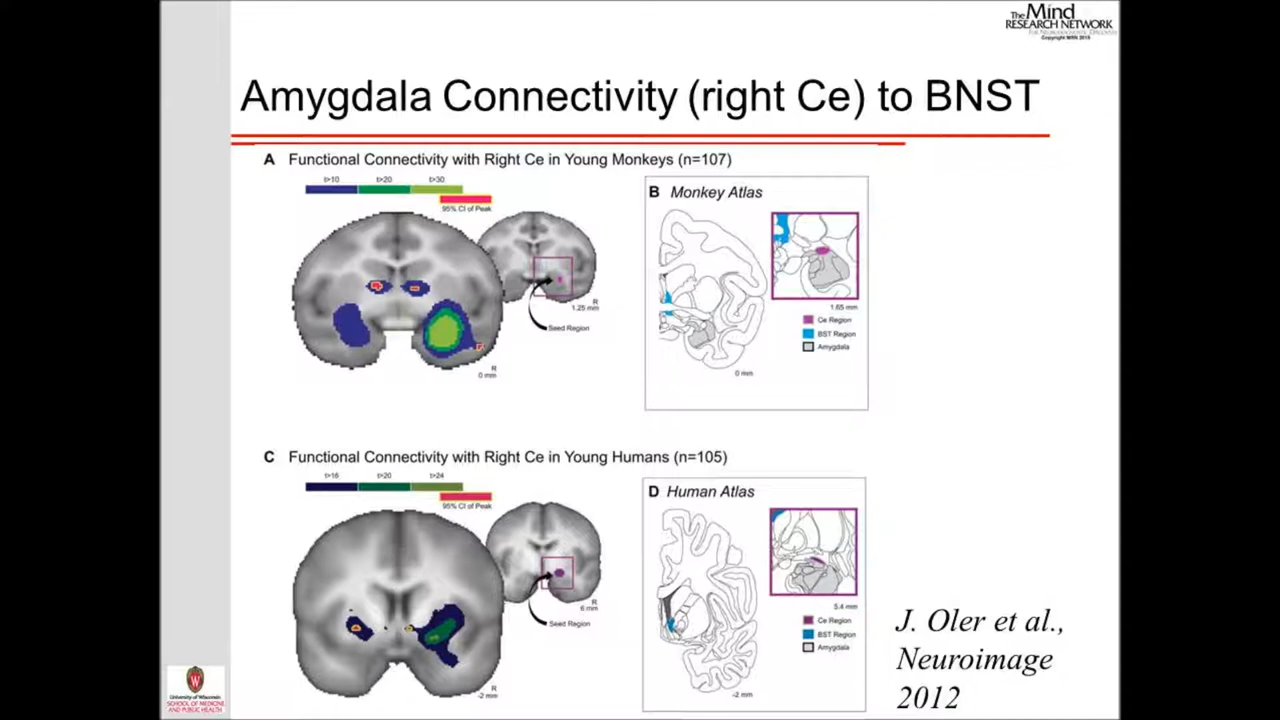 The Mind
RESEARCH NETWORK
Copyright MRN 2015
Amygdala Connectivity (right Ce) to BNST
A Functional Connectivity with Right Ce in Young Monkeys (n=107)
t>10 t>20 t>30
95% CI of Peak
R
1.25 mm
Seed Region
R
0 mm
B Monkey Atlas
1.65 mm
Ce Region
BST Region
Amygdala
0 mm
C Functional Connectivity with Right Ce in Young Humans (n=105)
t>16 t>20 t>24
95% CI of Peak
R
6 mm
Seed Region
R
-2 mm
D Human Atlas
5.4 mm
Ce Region
BST Region
Amygdala
-2 mm
J. Oler et al.,
Neuroimage
2012
W
University of Wisconsin
SCHOOL OF MEDICINE
AND PUBLIC HEALTH